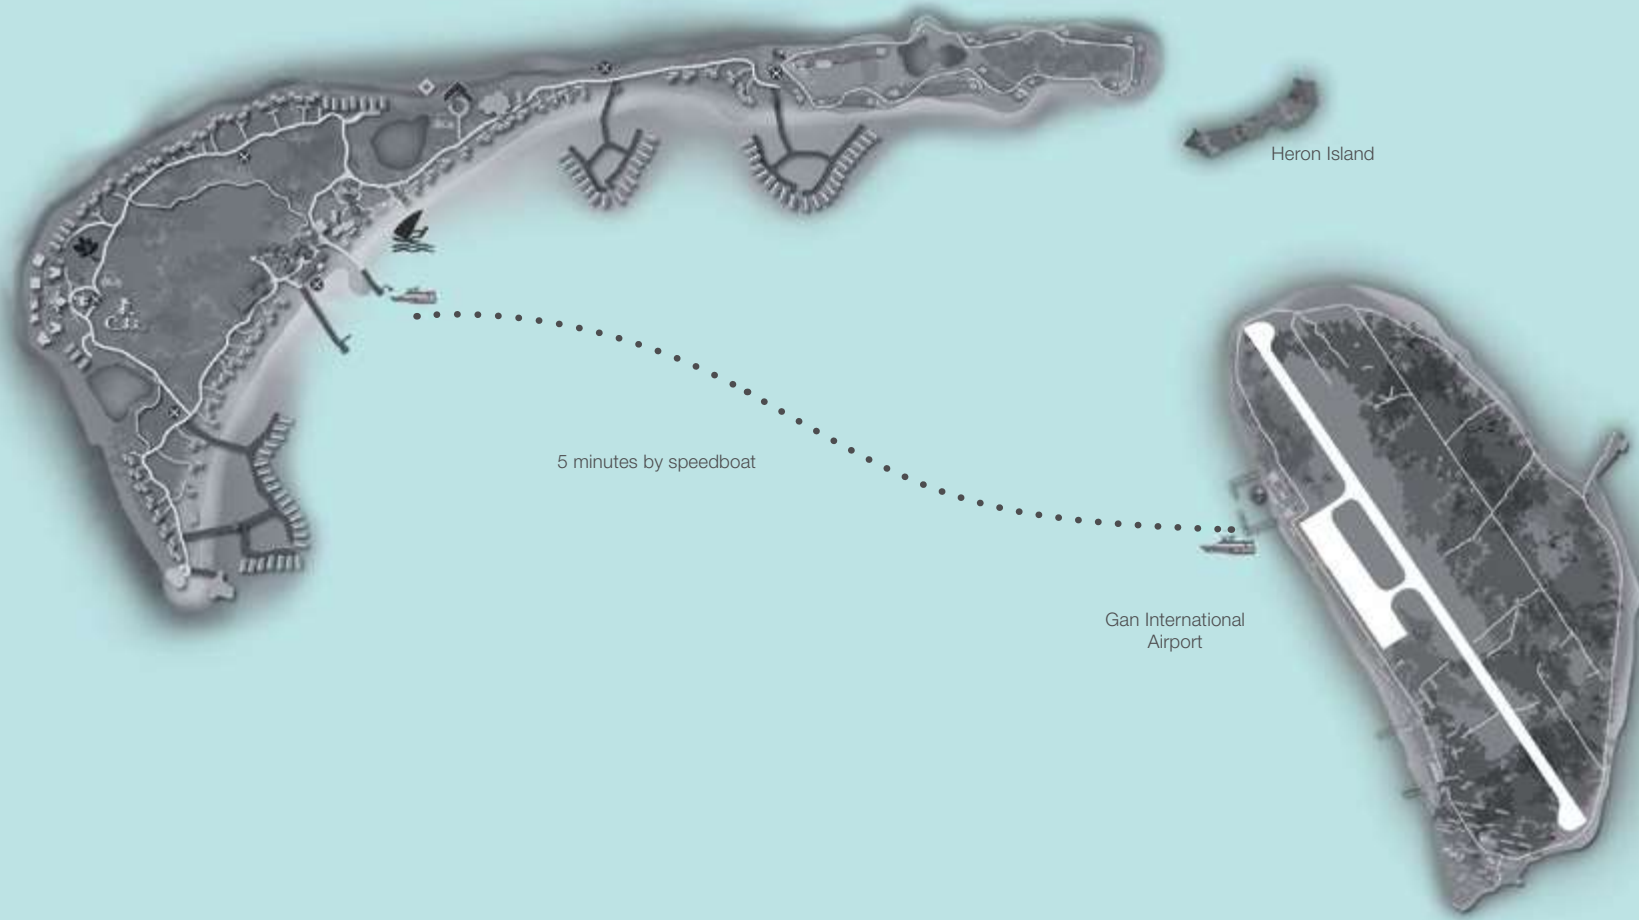 Heron Island
5 minutes by speedboat
Gan International
Airport